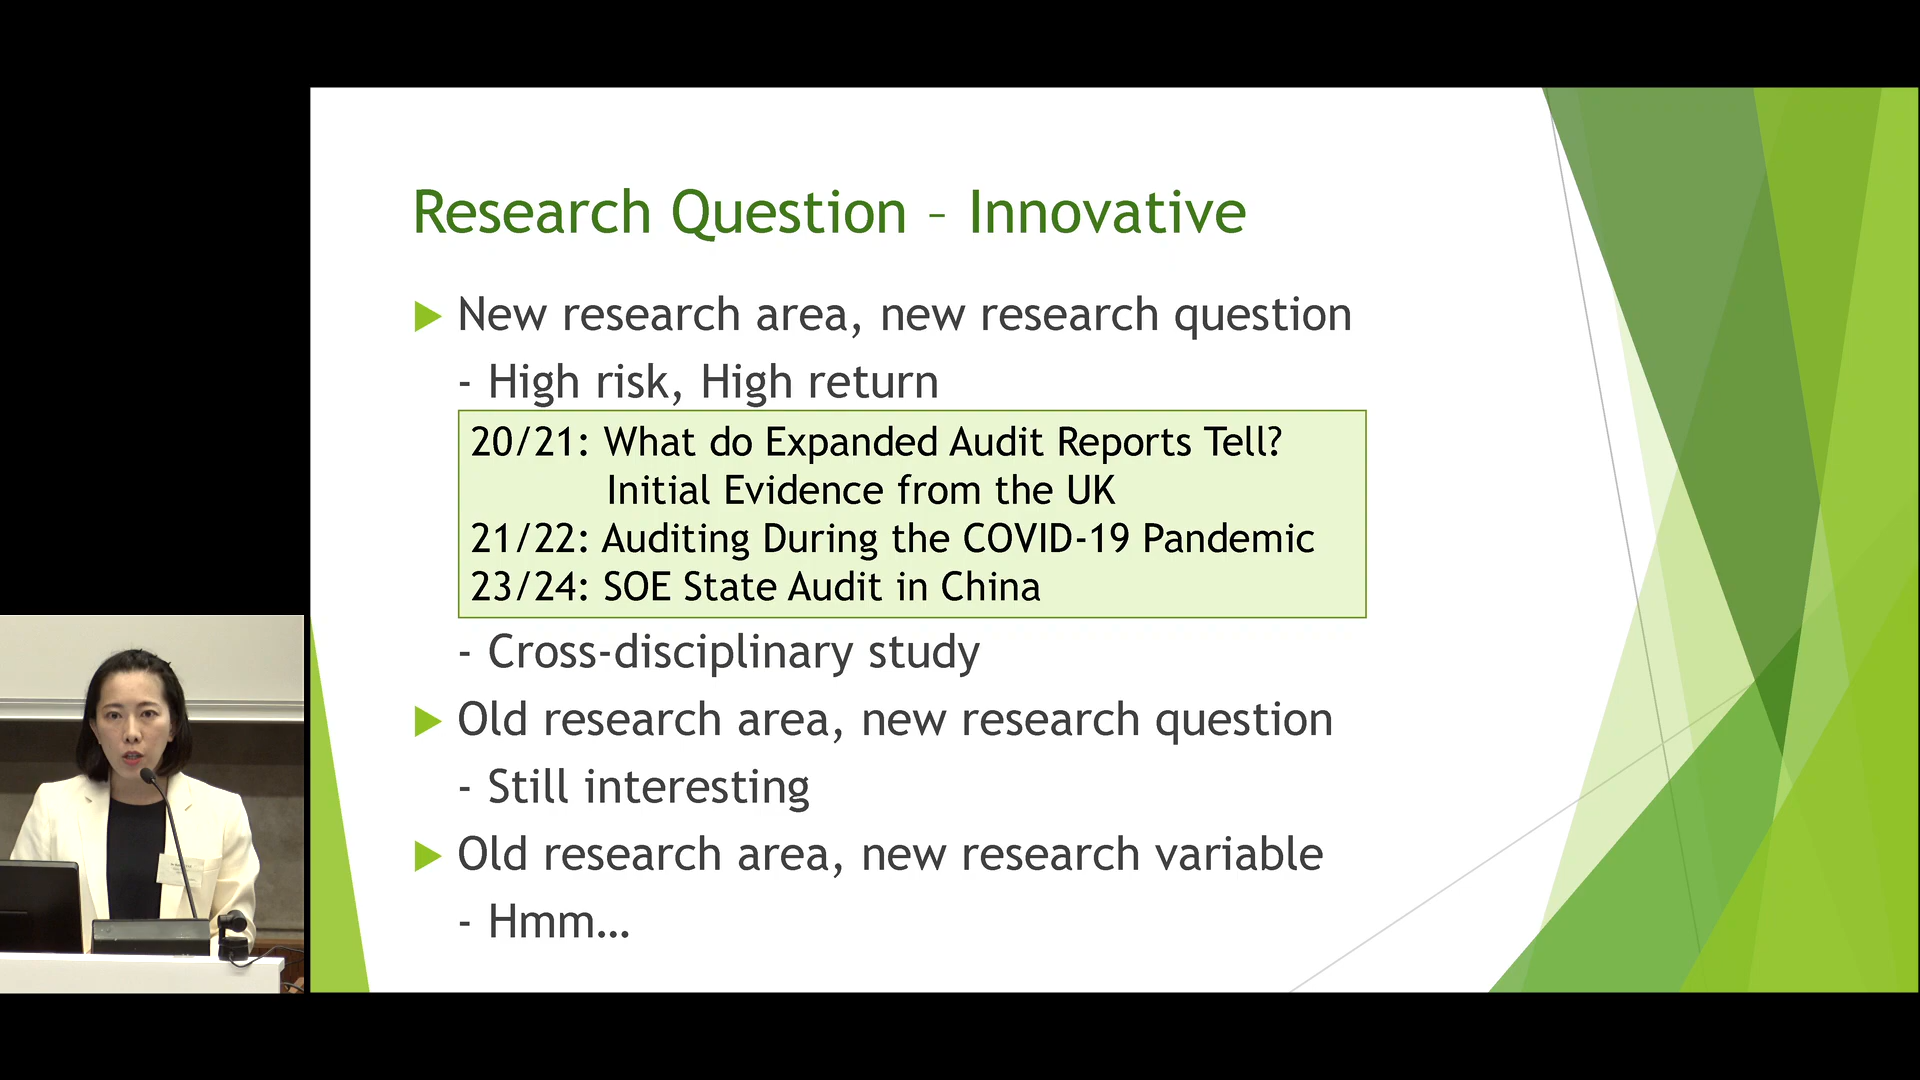 Research Question – Innovative
New research area, new research question
- High risk, High return
20/21: What do Expanded Audit Reports Tell?
Initial Evidence from the UK
21/22: Auditing During the COVID-19 Pandemic
23/24: SOE State Audit in China
- Cross-disciplinary study
Old research area, new research question
- Still interesting
Old research area, new research variable
- Hmm…